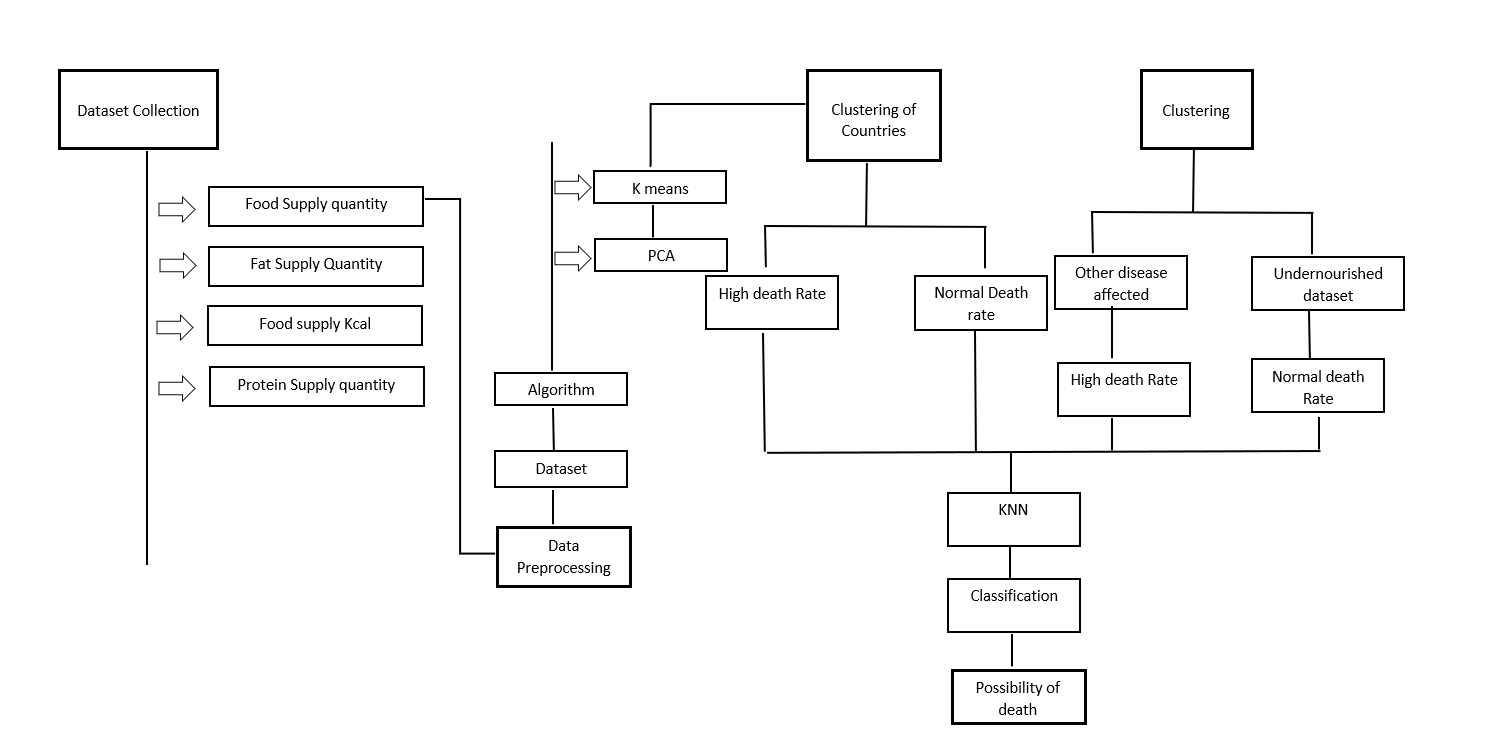 Dataset Collection
Food Supply quantity
Fat Supply Quantity
Food supply Kcal
Protein Supply quantity
K means
PCA
Algorithm
Dataset
Data
Preprocessing
Clustering of
Countries
High death Rate
Normal Death
rate
Clustering
Other disease
affected
Undernourished
dataset
High death Rate
Normal death
Rate
KNN
Classification
Possibility of
death